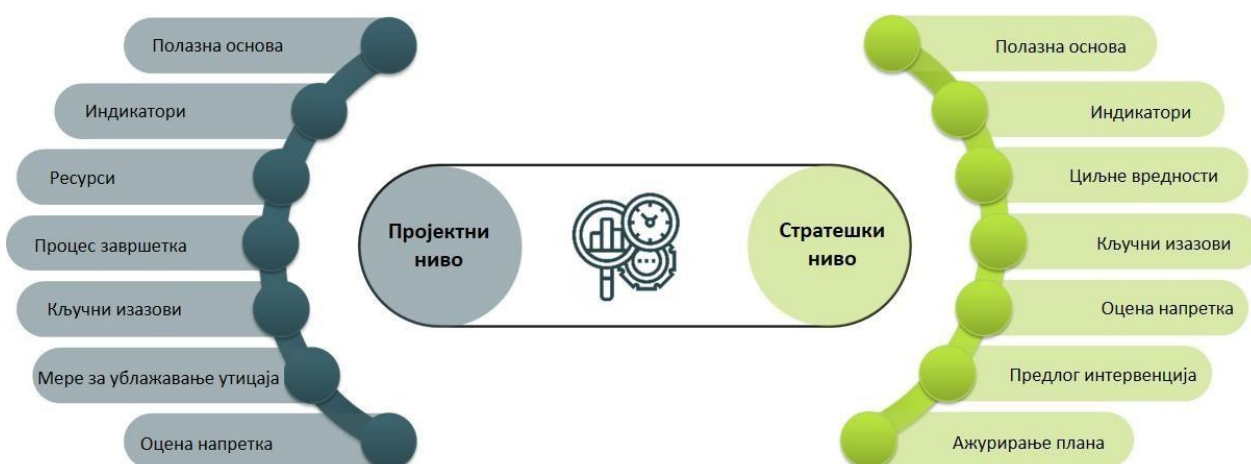 Полазна основа
Индикатори
Ресурси
Процес завршетка
Кључни изазови
Мере за ублажавање утицаја
Оцена напретка
Пројектни
ниво
Стратешки
ниво
Полазна основа
Индикатори
Циљне вредности
Кључни изазови
Оцена напретка
Предлог интервенција
Ажурирање плана